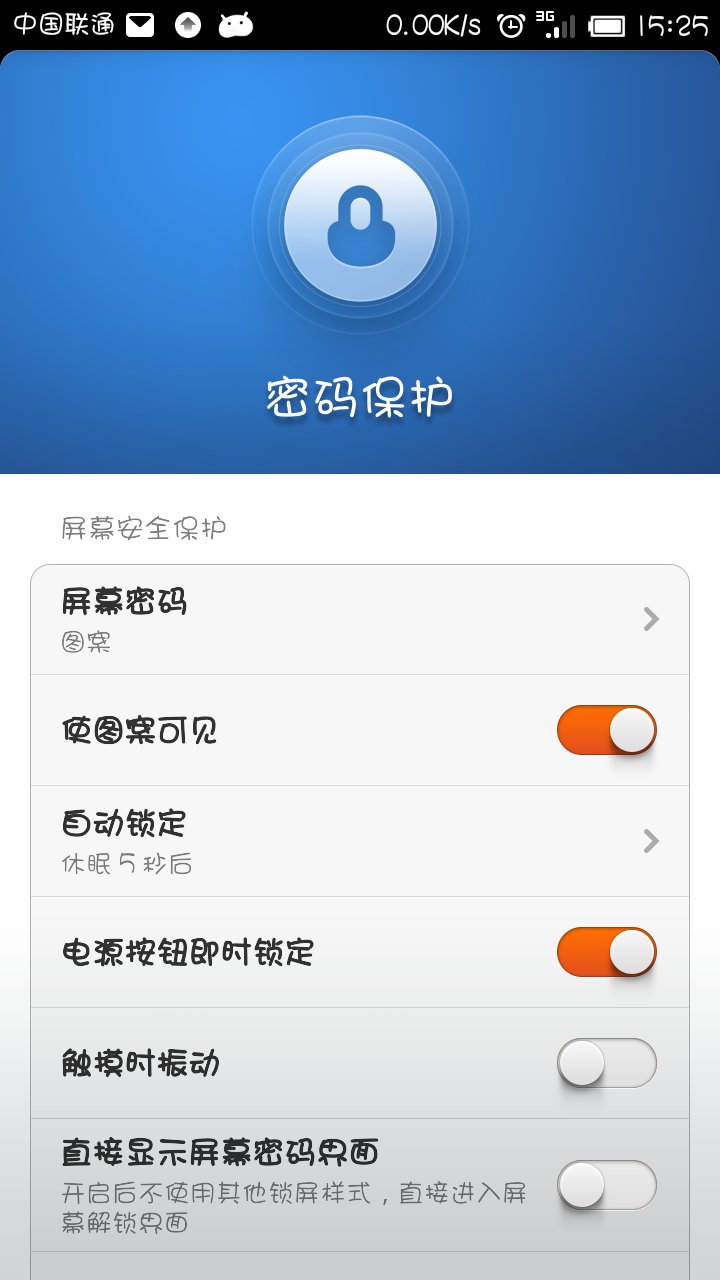 中国联通 0.00K/s 3G 15:25
密码保护
屏幕安全保护
屏幕密码
图案
使图案可见
自动锁定
休眠 5 秒后
电源按钮即时锁定
触摸时振动
直接显示屏幕密码界面
开启后不使用其他锁屏样式，直接进入屏
幕解锁界面